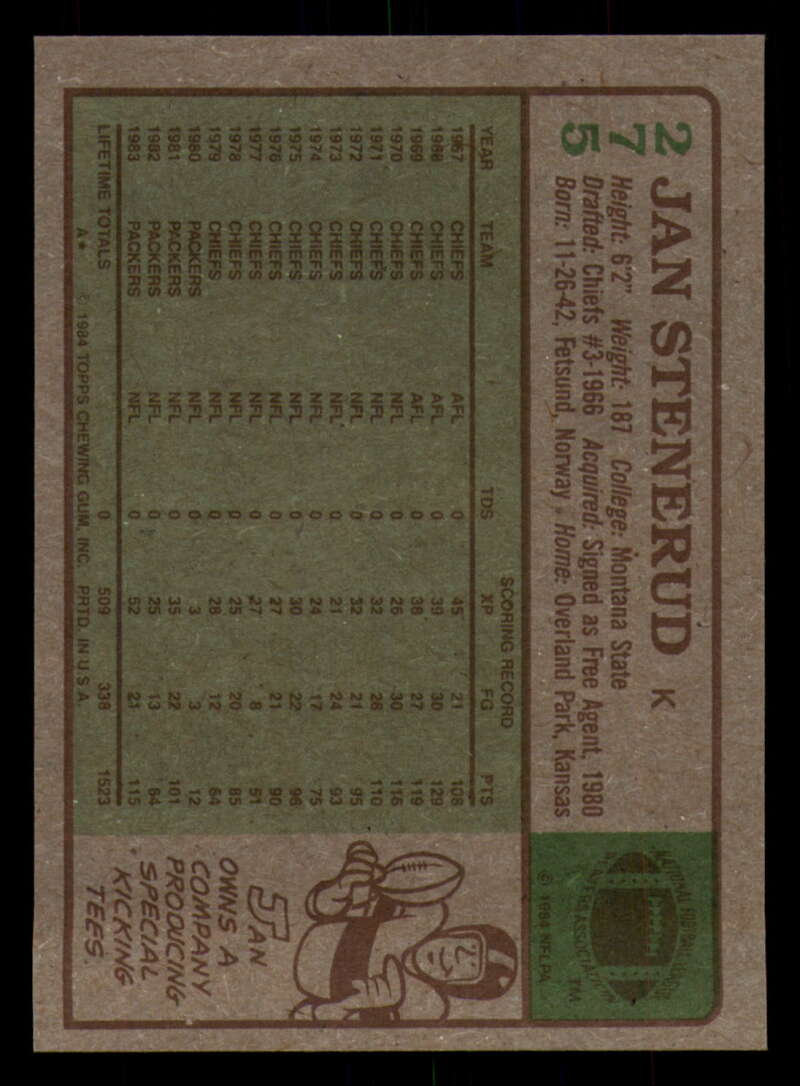 275
JAN STENERUD K
Height: 6'2" Weight: 187 College: Montana State
Drafted: Chiefs #3-1966 Acquired: Signed as Free Agent, 1980
Born: 11-26-42, Fetsund, Norway Home: Overland Park, Kansas
© 1984 NFLPA
TM
SCORING RECORD
YEAR TEAM TDS XP FG PTS
1967 CHIEFS AFL 0 45 21 108
1968 CHIEFS AFL 0 39 30 129
1969 CHIEFS AFL 0 38 27 119
1970 CHIEFS NFL 0 26 30 116
1971 CHIEFS NFL 0 32 26 110
1972 CHIEFS NFL 0 32 21 95
1973 CHIEFS NFL 0 21 24 93
1974 CHIEFS NFL 0 24 17 75
1975 CHIEFS NFL 0 30 22 96
1976 CHIEFS NFL 0 27 21 90
1977 CHIEFS NFL 0 27 8 51
1978 CHIEFS NFL 0 25 20 85
1979 CHIEFS NFL 0 28 12 64
1980 PACKERS NFL 0 3 3 12
1981 PACKERS NFL 0 35 22 101
1982 PACKERS NFL 0 25 13 64
1983 PACKERS NFL 0 52 21 115
LIFETIME TOTALS 0 509 338 1523
A* © 1984 TOPPS CHEWING GUM, INC. PRTD. IN U.S.A.
JAN
OWNS A
COMPANY
PRODUCING
SPECIAL
KICKING
TEES.